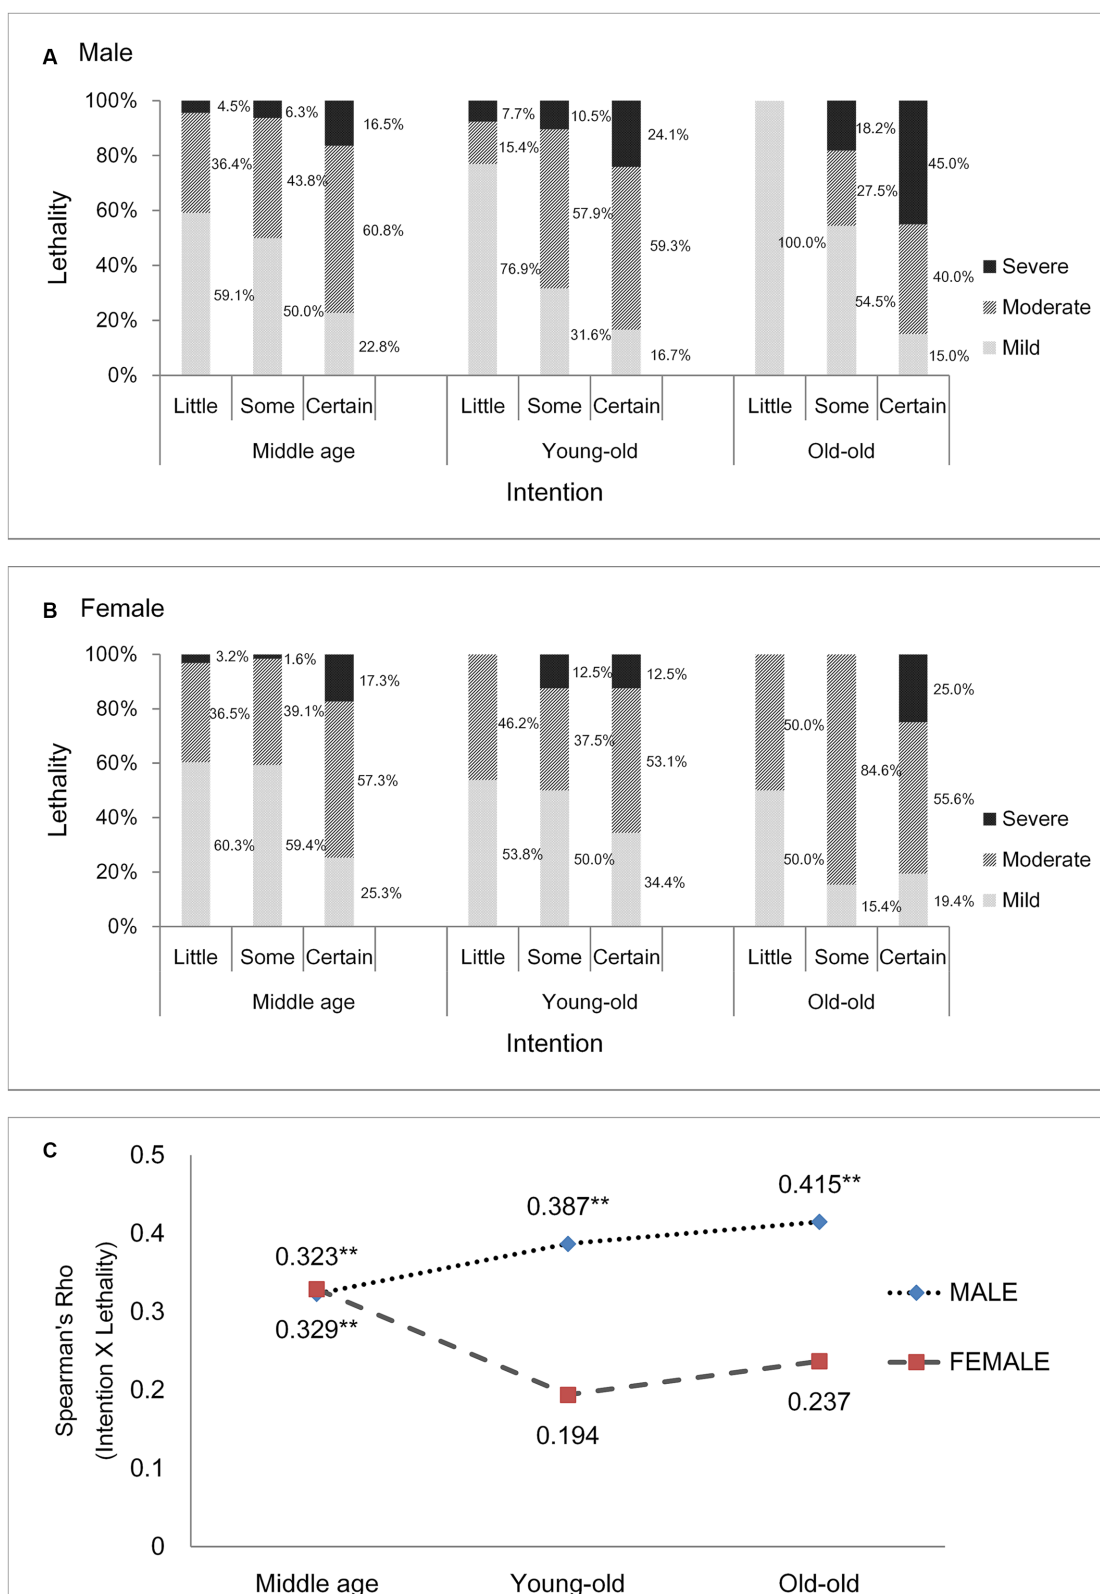 A Male
100%
80%
60%
40%
20%
0%
Lethality
4.5% 6.3% 16.5%
36.4% 43.8% 60.8%
59.1% 50.0% 22.8%
7.7% 10.5% 24.1%
15.4% 57.9% 59.3%
76.9% 31.6% 16.7%
18.2% 45.0%
27.5% 40.0%
100.0% 54.5% 15.0%
Severe
Moderate
Mild
Little Some Certain Little Some Certain Little Some Certain
Middle age Young-old Old-old
Intention
B Female
100%
80%
60%
40%
20%
0%
Lethality
3.2% 1.6% 17.3%
36.5% 39.1% 57.3%
60.3% 59.4% 25.3%
12.5% 12.5%
46.2% 37.5% 53.1%
53.8% 50.0% 34.4%
25.0%
50.0% 84.6% 55.6%
50.0% 15.4% 19.4%
Severe
Moderate
Mild
Little Some Certain Little Some Certain Little Some Certain
Middle age Young-old Old-old
Intention
C
0.5
0.4
0.3
0.2
0.1
0
Spearman's Rho
(Intention X Lethality)
0.323** 0.387** 0.415**
0.329** 0.194 0.237
MALE
FEMALE
Middle age Young-old Old-old